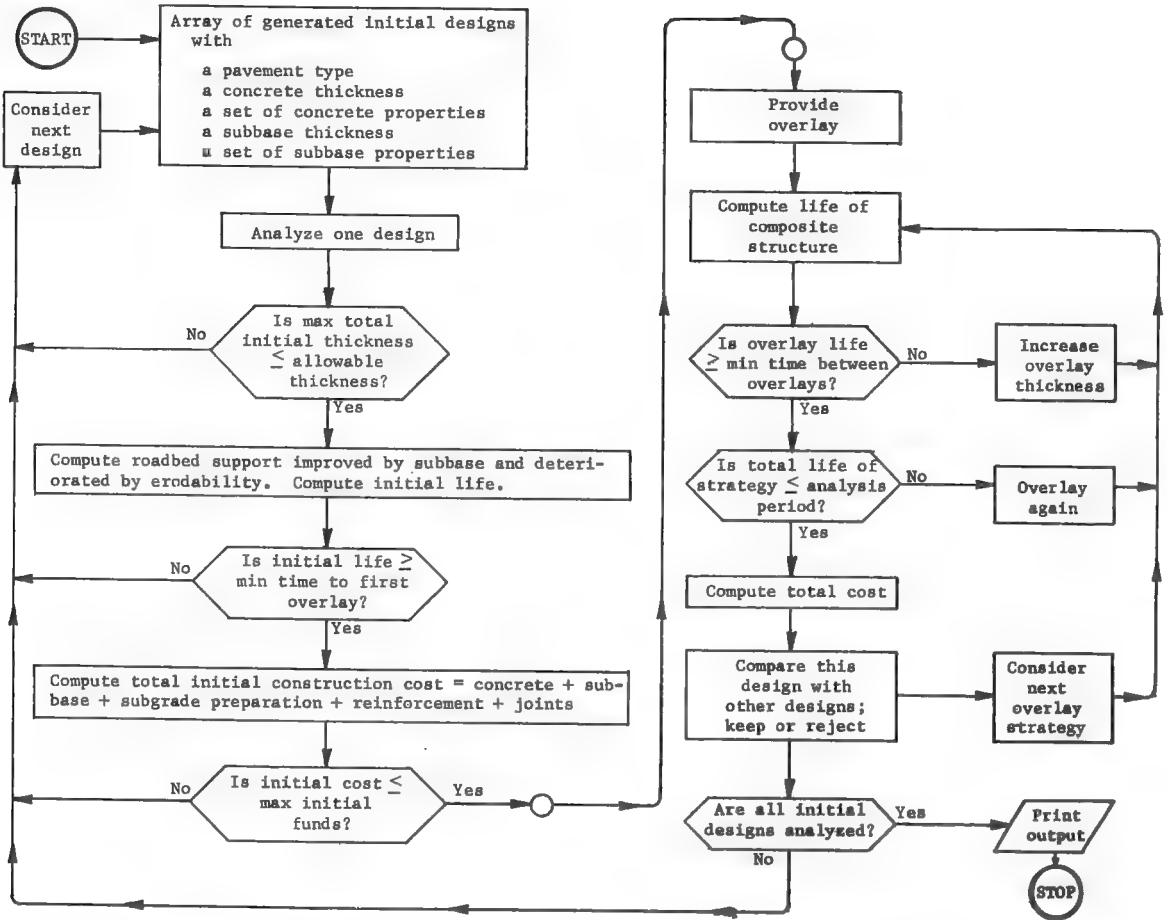 START
Array of generated initial designs
with
a pavement type
a concrete thickness
a set of concrete properties
a subbase thickness
a set of subbase properties
Consider
next
design
Analyze one design
Is max total
initial thickness
≤ allowable
thickness?
No
Yes
Compute roadbed support improved by subbase and deteri-
orated by erodability. Compute initial life.
Is initial life ≥
min time to first
overlay?
No
Yes
Compute total initial construction cost = concrete + sub-
base + subgrade preparation + reinforcement + joints
Is initial cost ≤
max initial
funds?
No
Yes
Provide
overlay
Compute life of
composite
structure
Is overlay life
≥ min time between
overlays?
No
Increase
overlay
thickness
Yes
Is total life of
strategy ≤ analysis
period?
No
Overlay
again
Yes
Compute total cost
Compare this
design with
other designs;
keep or reject
Consider
next
overlay
strategy
Are all initial
designs analyzed?
Yes
No
Print
output
STOP